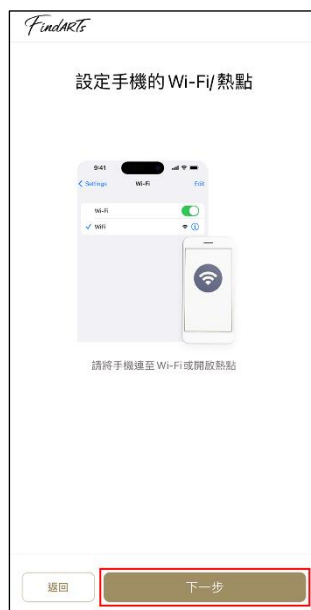 FindARTs
設定手機的 Wi-Fi/ 熱點
9:41
Settings Wi-Fi Edit
Wi-Fi
Wifi
請將手機連至 Wi-Fi 或開啟熱點
返回 下一步